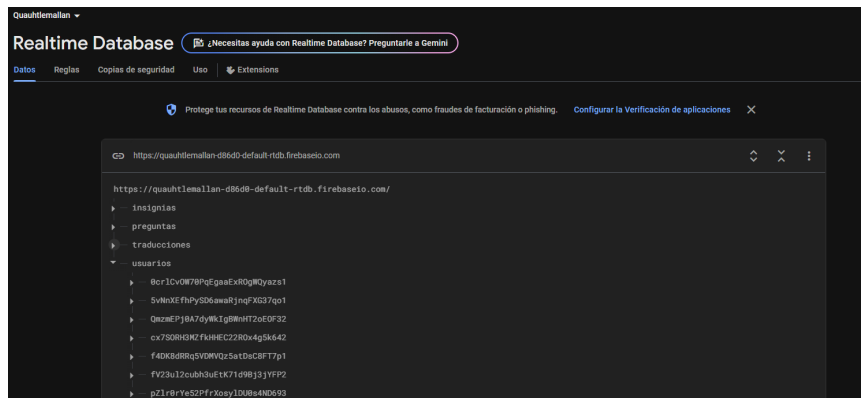 Quauhtlemallan
Realtime Database
¿Necesitas ayuda con Realtime Database? Preguntarle a Gemini
Datos Reglas Copias de seguridad Uso Extensions
Protege tus recursos de Realtime Database contra los abusos, como fraudes de facturación o phishing. Configurar la Verificación de aplicaciones
https://quauhtlemallan-d86d0-default-rtdb.firebaseio.com
https://quauhtlemallan-d86d0-default-rtdb.firebaseio.com/
insignias
preguntas
traducciones
usuarios
0crlCvOW70PqEgaaExROgWQyazs1
5vNnXEfhPySD6awaRjnqFXG37qo1
QmzmEPj0A7dyWkIgBWnHT2oEOF32
cx7SORH3MZfkHHEC22ROx4g5k642
f4DK8dRRq5VDMVQz5atDsC8FT7p1
fV23ul2cubh3uEtK71d9Bj3jYFP2
pZlr0rYe52PfrXosylDU0s4ND693